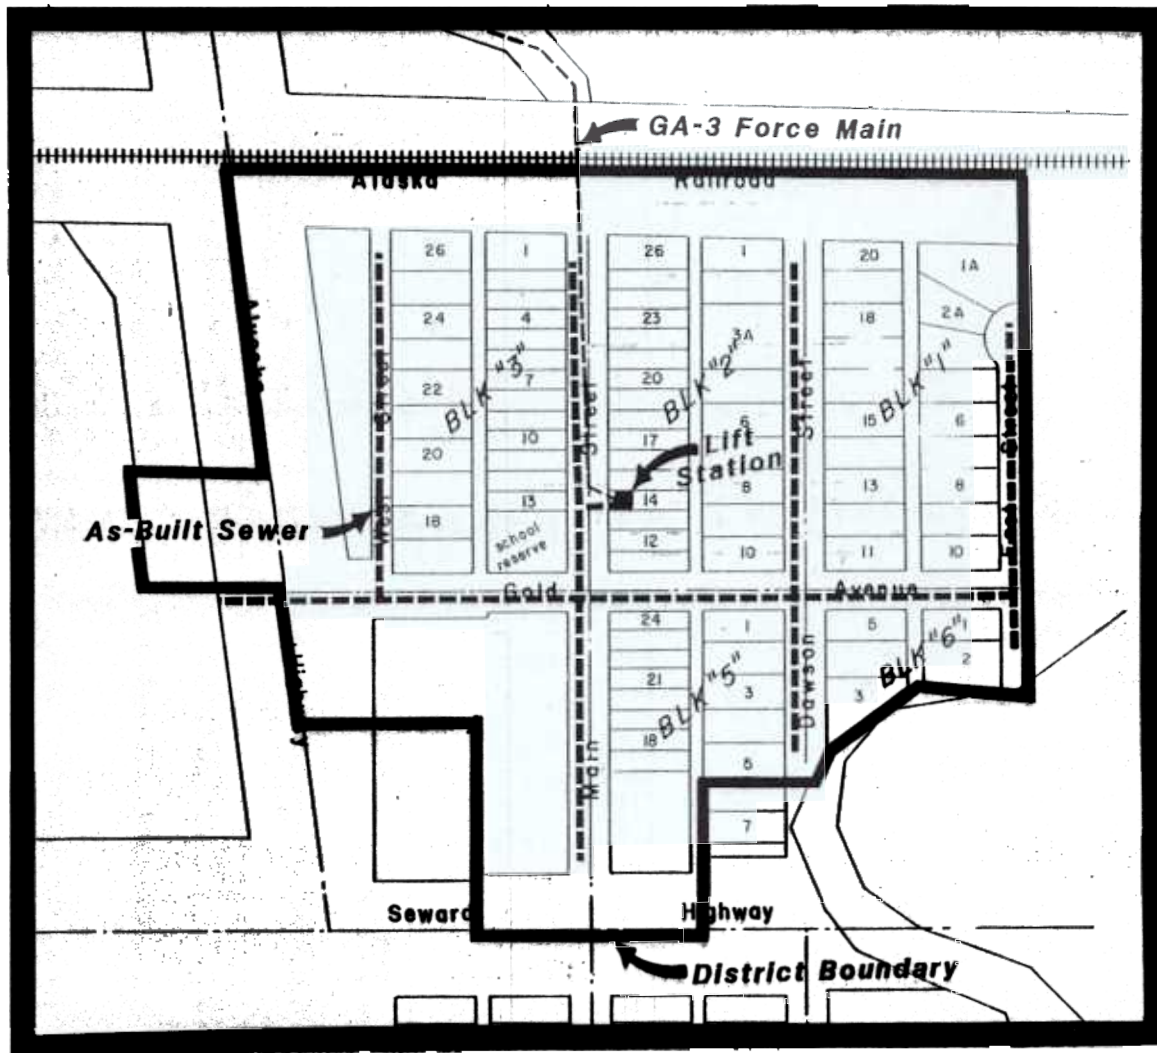 GA-3 Force Main
Alaska Railroad
26 1 26 1 20 1A
2A
24 4 23 18
3A
BLK "3" BLK "2" BLK "1"
22 7 20
West Street
Street
Street
Street
6 15 6
20 10 17
Lift
Station
13 14 8 13 8
As-Built Sewer
18
school
reserve
12 10 11 10
Gold Avenue
24 1 5 1
BLK "6"
2
21 3 3
BLK "5"
Dawson
18
Main
5
7
Seward Highway
District Boundary